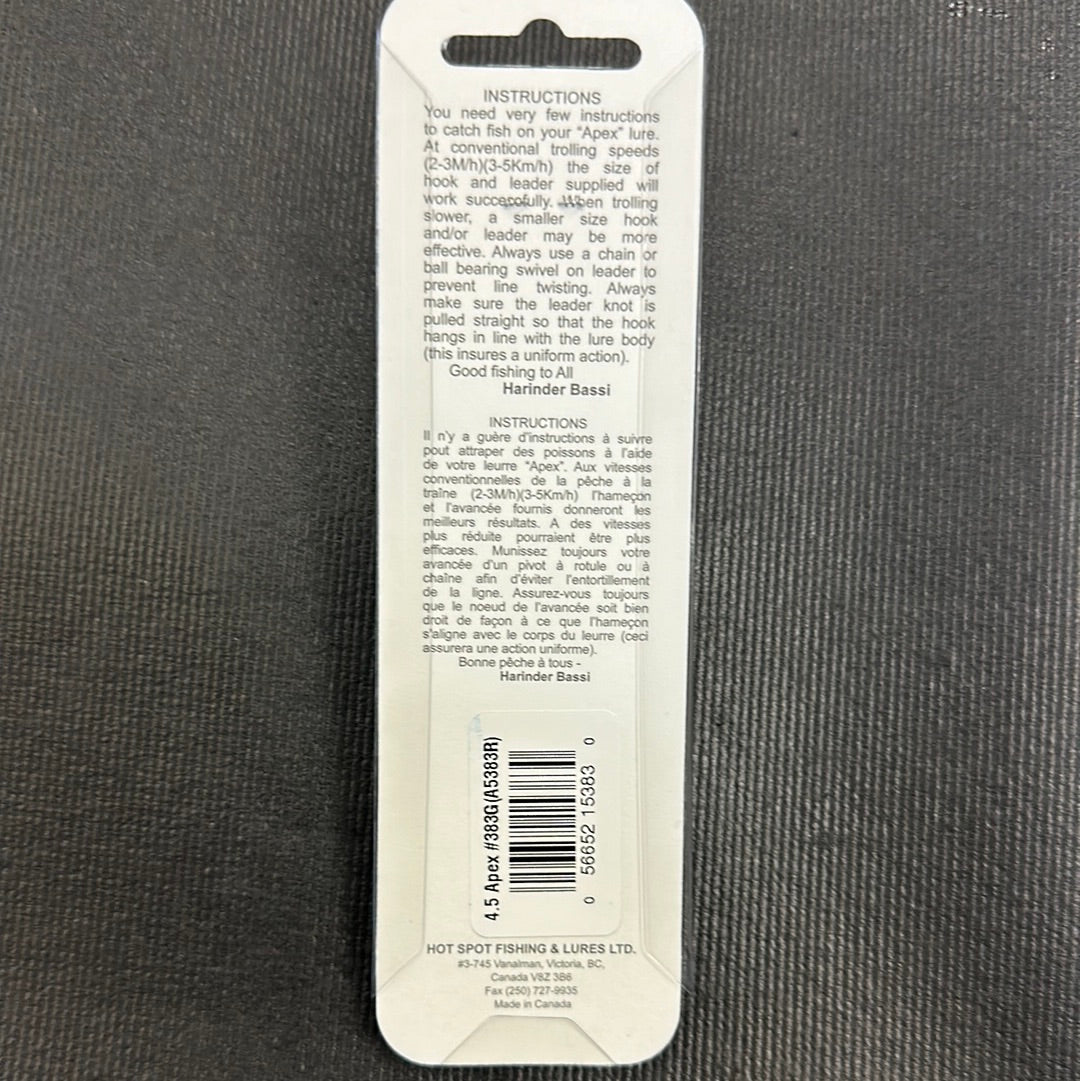 INSTRUCTIONS
You need very few instructions
to catch fish on your "Apex" lure.
At conventional trolling speeds
(2-3M/h)(3-5Km/h) the size of
hook and leader supplied will
work successfully. When trolling
slower, a smaller size hook
and/or leader may be more
effective. Always use a chain or
ball bearing swivel on leader to
prevent line twisting. Always
make sure the leader knot is
pulled straight so that the hook
hangs in line with the lure body
(this insures a uniform action).
Good fishing to All
Harinder Bassi
INSTRUCTIONS
Il n'y a guère d'instructions à suivre
pout attraper des poissons à l'aide
de votre leurre "Apex". Aux vitesses
conventionnelles de la pêche à la
traîne (2-3M/h)(3-5Km/h) l'hameçon
et l'avancée fournis donneront les
meilleurs résultats. A des vitesses
plus réduite pourraient être plus
efficaces. Munissez toujours votre
avancée d'un pivot à rotule ou à
chaîne afin d'éviter l'entortillement
de la ligne. Assurez-vous toujours
que le noeud de l'avancée soit bien
droit de façon à ce que l'hameçon
s'aligne avec le corps du leurre (ceci
assurera une action uniforme).
Bonne pêche à tous -
Harinder Bassi
4.5 Apex #383G(A5383R)
0 56652 15383 0
HOT SPOT FISHING & LURES LTD.
#3-745 Vanalman, Victoria, BC,
Canada V8Z 3B6
Fax (250) 727-9935
Made in Canada